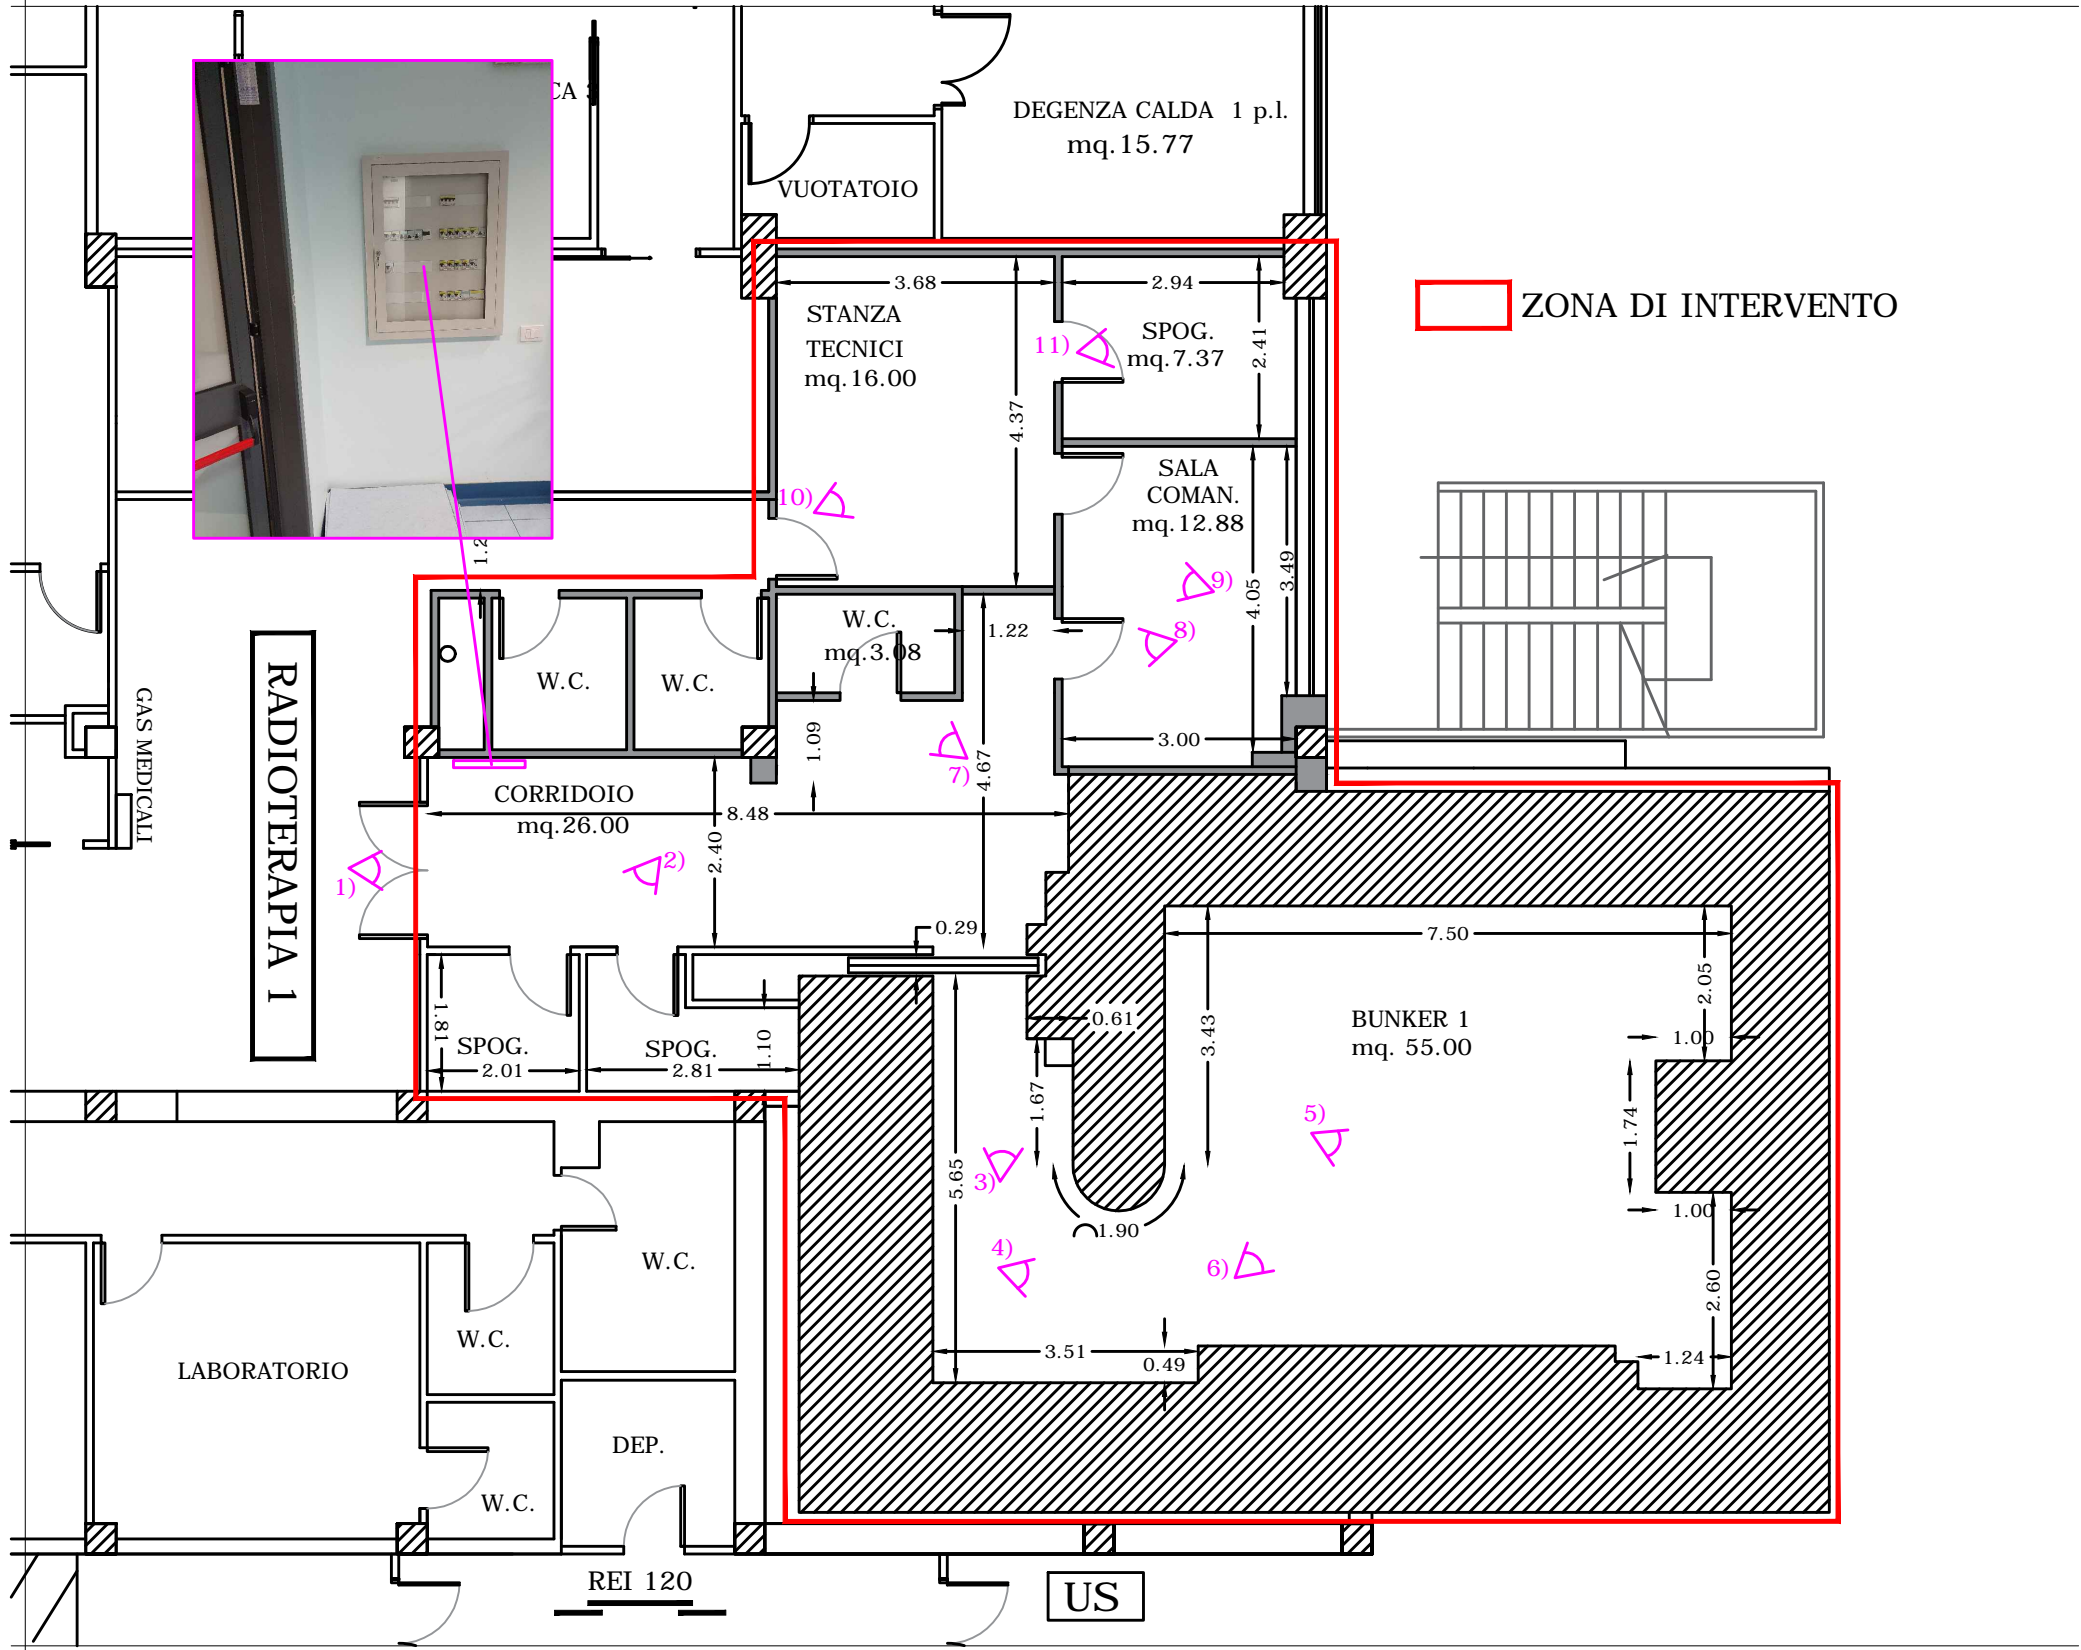 CA
DEGENZA CALDA 1 p.l.
mq.15.77
VUOTATOIO
3.68
2.94
STANZA
TECNICI
mq.16.00
4.37
11)
SPOG.
mq.7.37
2.41
ZONA DI INTERVENTO
10)
SALA
COMAN.
mq.12.88
9)
8)
4.05
3.49
3.00
1.2
W.C.
W.C.
W.C.
mq.3.08
1.22
1.09
4.67
7)
RADIOTERAPIA 1
GAS MEDICALI
CORRIDOIO
mq.26.00
8.48
2.40
1)
2)
0.29
1.81
SPOG.
2.01
SPOG.
2.81
1.10
0.61
1.67
3.43
7.50
2.05
1.00
BUNKER 1
mq. 55.00
1.74
1.00
2.60
5)
3)
5.65
1.90
4)
6)
3.51
0.49
1.24
W.C.
W.C.
LABORATORIO
DEP.
W.C.
REI 120
US